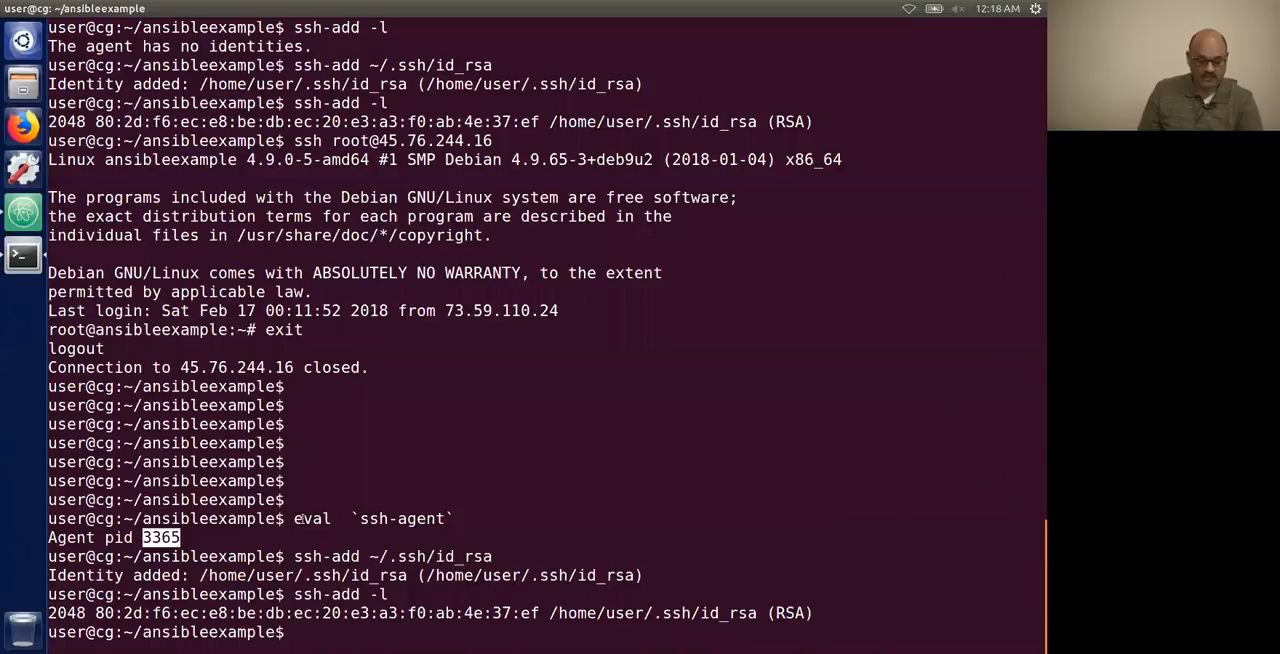 user@cg: ~/ansibleexample
12:18 AM
user@cg:~/ansibleexample$ ssh-add -l
The agent has no identities.
user@cg:~/ansibleexample$ ssh-add ~/.ssh/id_rsa
Identity added: /home/user/.ssh/id_rsa (/home/user/.ssh/id_rsa)
user@cg:~/ansibleexample$ ssh-add -l
2048 80:2d:f6:ec:e8:be:db:ec:20:e3:a3:f0:ab:4e:37:ef /home/user/.ssh/id_rsa (RSA)
user@cg:~/ansibleexample$ ssh root@45.76.244.16
Linux ansibleexample 4.9.0-5-amd64 #1 SMP Debian 4.9.65-3+deb9u2 (2018-01-04) x86_64
The programs included with the Debian GNU/Linux system are free software;
the exact distribution terms for each program are described in the
individual files in /usr/share/doc/*/copyright.
Debian GNU/Linux comes with ABSOLUTELY NO WARRANTY, to the extent
permitted by applicable law.
Last login: Sat Feb 17 00:11:52 2018 from 73.59.110.24
root@ansibleexample:~# exit
logout
Connection to 45.76.244.16 closed.
user@cg:~/ansibleexample$
user@cg:~/ansibleexample$
user@cg:~/ansibleexample$
user@cg:~/ansibleexample$
user@cg:~/ansibleexample$
user@cg:~/ansibleexample$
user@cg:~/ansibleexample$
user@cg:~/ansibleexample$ eval  `ssh-agent`
Agent pid 3365
user@cg:~/ansibleexample$ ssh-add ~/.ssh/id_rsa
Identity added: /home/user/.ssh/id_rsa (/home/user/.ssh/id_rsa)
user@cg:~/ansibleexample$ ssh-add -l
2048 80:2d:f6:ec:e8:be:db:ec:20:e3:a3:f0:ab:4e:37:ef /home/user/.ssh/id_rsa (RSA)
user@cg:~/ansibleexample$